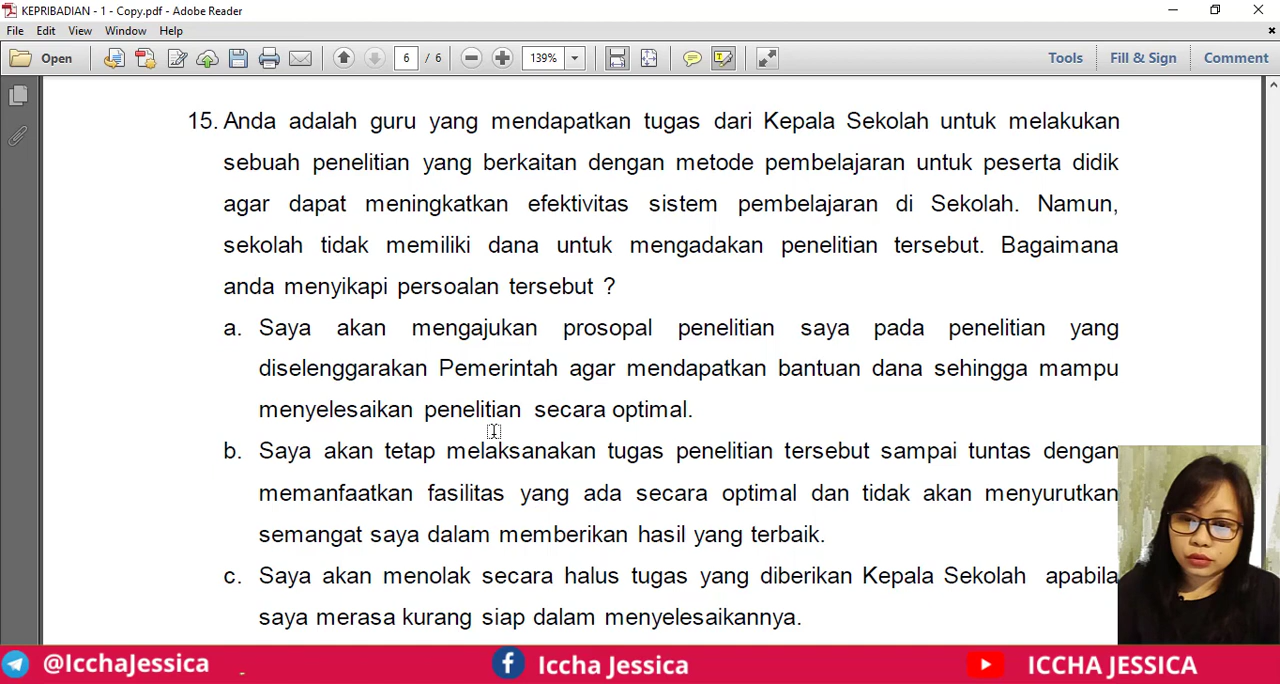 KEPRIBADIAN - 1 - Copy.pdf - Adobe Reader
File Edit View Window Help
Open 6 / 6 139% Tools Fill & Sign Comment
15. Anda adalah guru yang mendapatkan tugas dari Kepala Sekolah untuk melakukan
sebuah penelitian yang berkaitan dengan metode pembelajaran untuk peserta didik
agar dapat meningkatkan efektivitas sistem pembelajaran di Sekolah. Namun,
sekolah tidak memiliki dana untuk mengadakan penelitian tersebut. Bagaimana
anda menyikapi persoalan tersebut ?
a. Saya akan mengajukan prosopal penelitian saya pada penelitian yang
diselenggarakan Pemerintah agar mendapatkan bantuan dana sehingga mampu
menyelesaikan penelitian secara optimal.
b. Saya akan tetap melaksanakan tugas penelitian tersebut sampai tuntas dengan
memanfaatkan fasilitas yang ada secara optimal dan tidak akan menyurutkan
semangat saya dalam memberikan hasil yang terbaik.
c. Saya akan menolak secara halus tugas yang diberikan Kepala Sekolah apabila
saya merasa kurang siap dalam menyelesaikannya.
@IcchaJessica Iccha Jessica ICCHA JESSICA